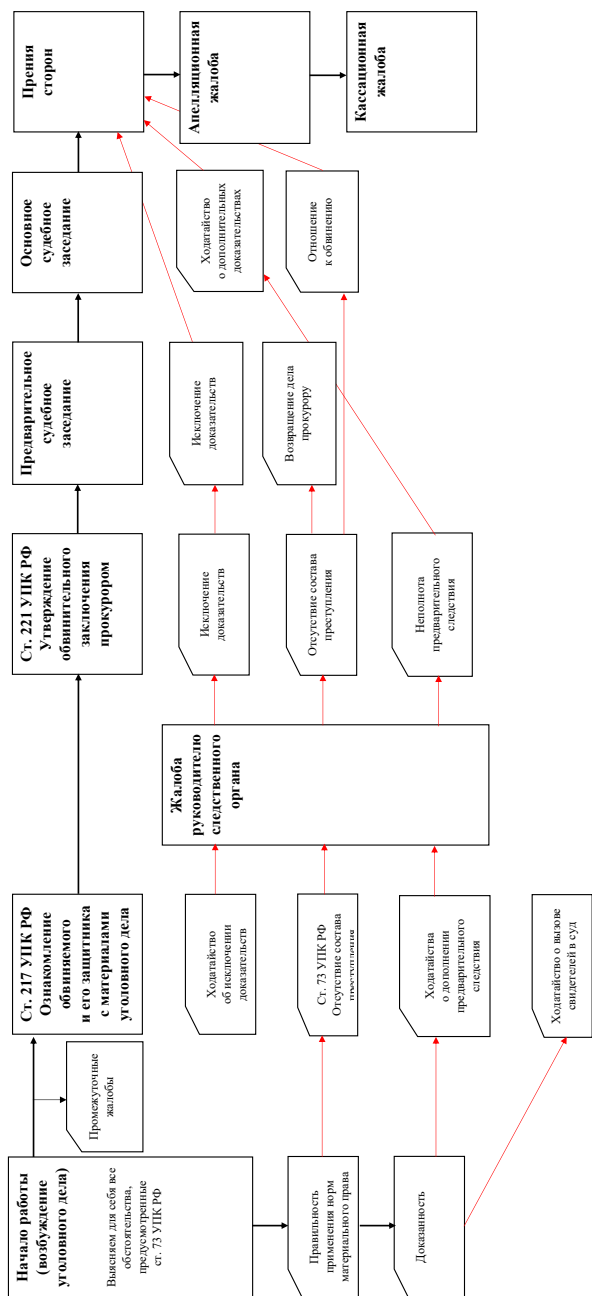 Начало работы
(возбуждение
уголовного дела)
Выясняем для себя все
обстоятельства,
предусмотренные
ст. 73 УПК РФ
Промежуточные
жалобы
Ст. 217 УПК РФ
Ознакомление
обвиняемого
и его защитника
с материалами
уголовного дела
Ст. 221 УПК РФ
Утверждение
обвинительного
заключения
прокурором
Предварительное
судебное
заседание
Основное
судебное
заседание
Прения
сторон
Апелляционная
жалоба
Кассационная
жалоба
Правильность
применения норм
материального права
Доказанность
Ходатайство
об исключении
доказательств
Ст. 73 УПК РФ
Отсутствие состава
преступления
Ходатайства
о дополнении
предварительного
следствия
Ходатайство о вызове
свидетелей в суд
Жалоба
руководителю
следственного
органа
Исключение
доказательств
Отсутствие состава
преступления
Неполнота
предварительного
следствия
Исключение
доказательств
Возвращение дела
прокурору
Ходатайство
о дополнительных
доказательствах
Отношение
к обвинению